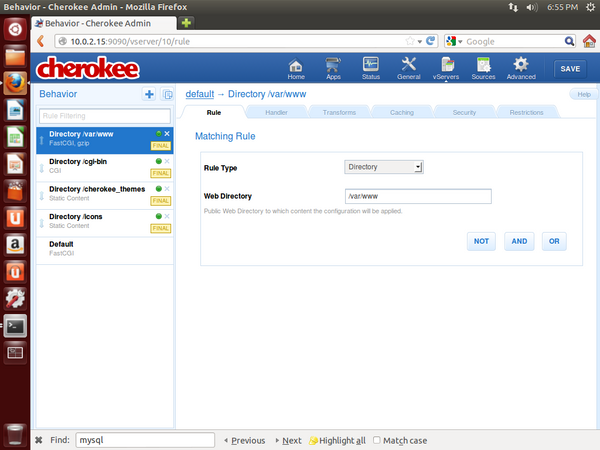 Behavior - Cherokee Admin - Mozilla Firefox
6:55 PM
Behavior - Cherokee Admin
10.0.2.15:9090/vserver/10/rule
Google
cherokee
Home
Apps
Status
General
vServers
Sources
Advanced
SAVE
Behavior
default → Directory /var/www
Help
Rule Filtering
Rule
Handler
Transforms
Caching
Security
Restrictions
Directory /var/www
FastCGI, gzip
FINAL
Directory /cgi-bin
CGI
FINAL
Directory /cherokee_themes
Static Content
FINAL
Directory /icons
Static Content
FINAL
Default
FastCGI
Matching Rule
Rule Type
Directory
Web Directory
/var/www
Public Web Directory to which content the configuration will be applied.
NOT
AND
OR
Find:
mysql
Previous
Next
Highlight all
Match case